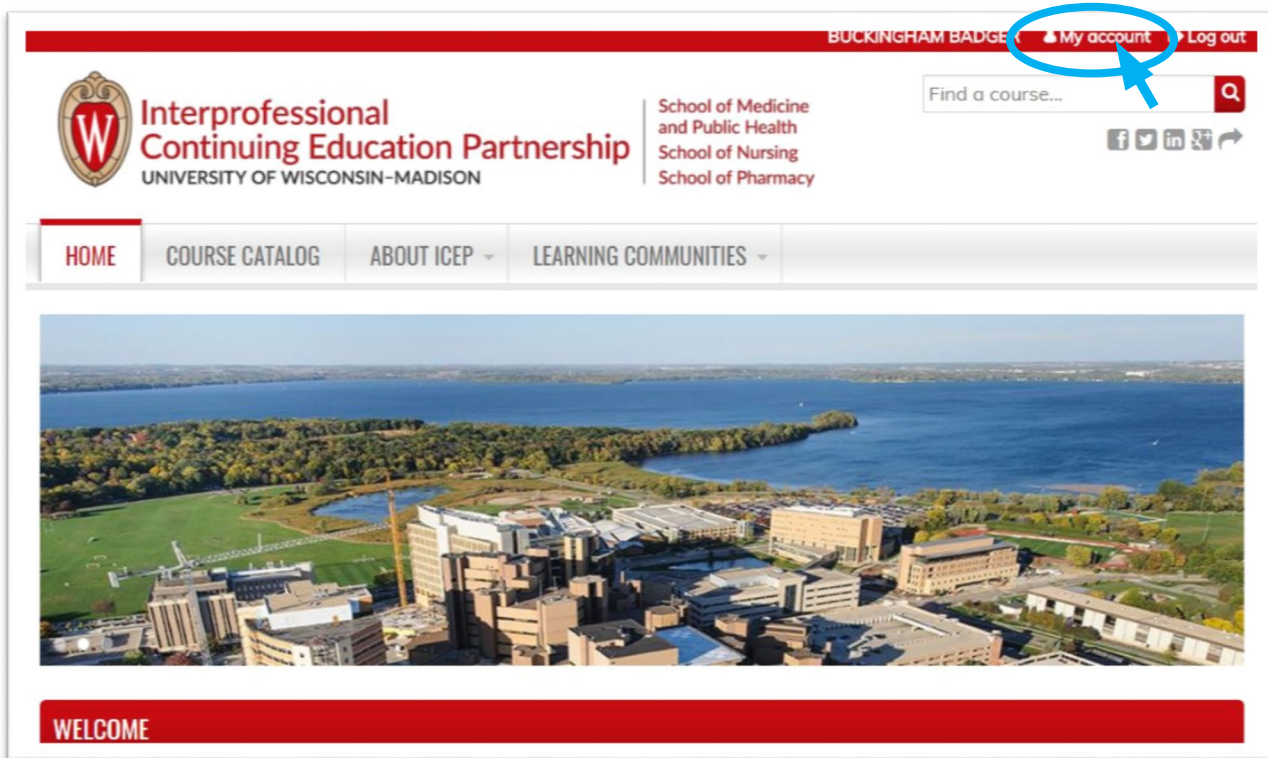 BUCKINGHAM BADGER My account Log out
Interprofessional
Continuing Education Partnership
UNIVERSITY OF WISCONSIN–MADISON
School of Medicine
and Public Health
School of Nursing
School of Pharmacy
Find a course...
HOME COURSE CATALOG ABOUT ICEP LEARNING COMMUNITIES
WELCOME